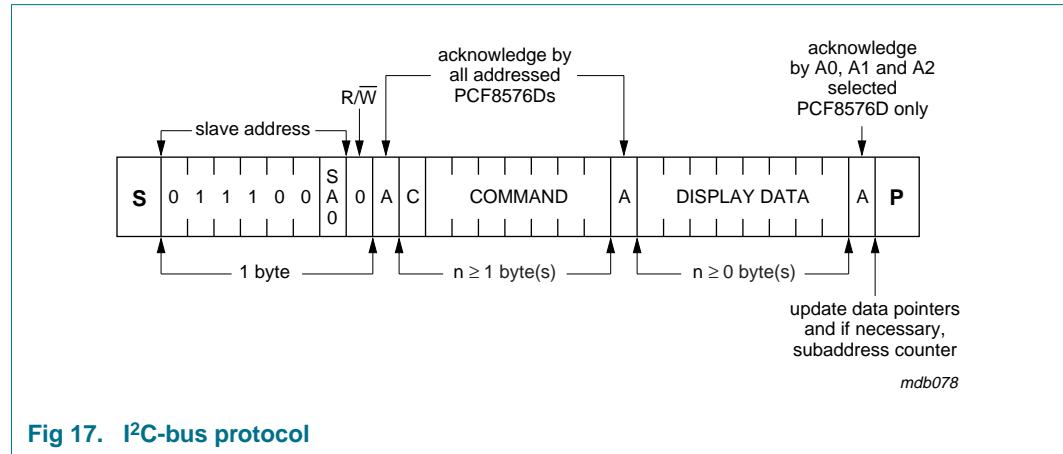 acknowledge by
all addressed
PCF8576Ds
acknowledge
by A0, A1 and A2
selected
PCF8576D only
R/W̅
slave address
S 0 1 1 1 0 0 SA0 0 A C COMMAND A DISPLAY DATA A P
1 byte
n ≥ 1 byte(s)
n ≥ 0 byte(s)
update data pointers
and if necessary,
subaddress counter
mdb078
Fig 17. I²C-bus protocol